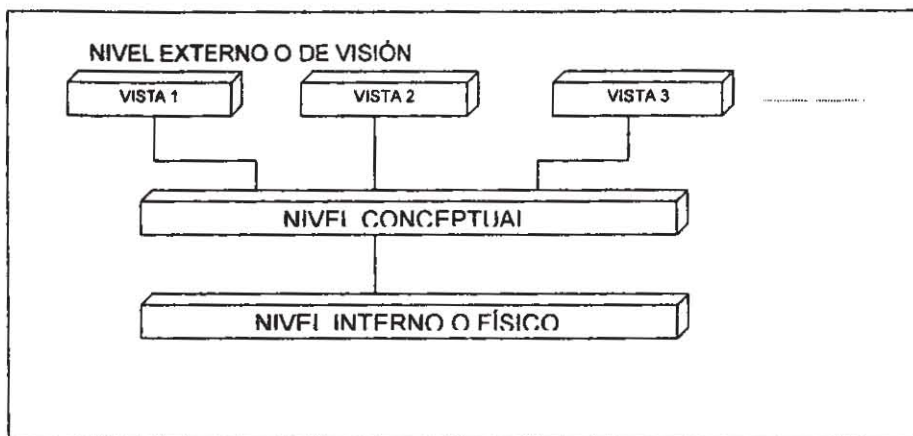 NIVEL EXTERNO O DE VISIÓN
VISTA 1
VISTA 2
VISTA 3
NIVEL CONCEPTUAL
NIVEL INTERNO O FÍSICO